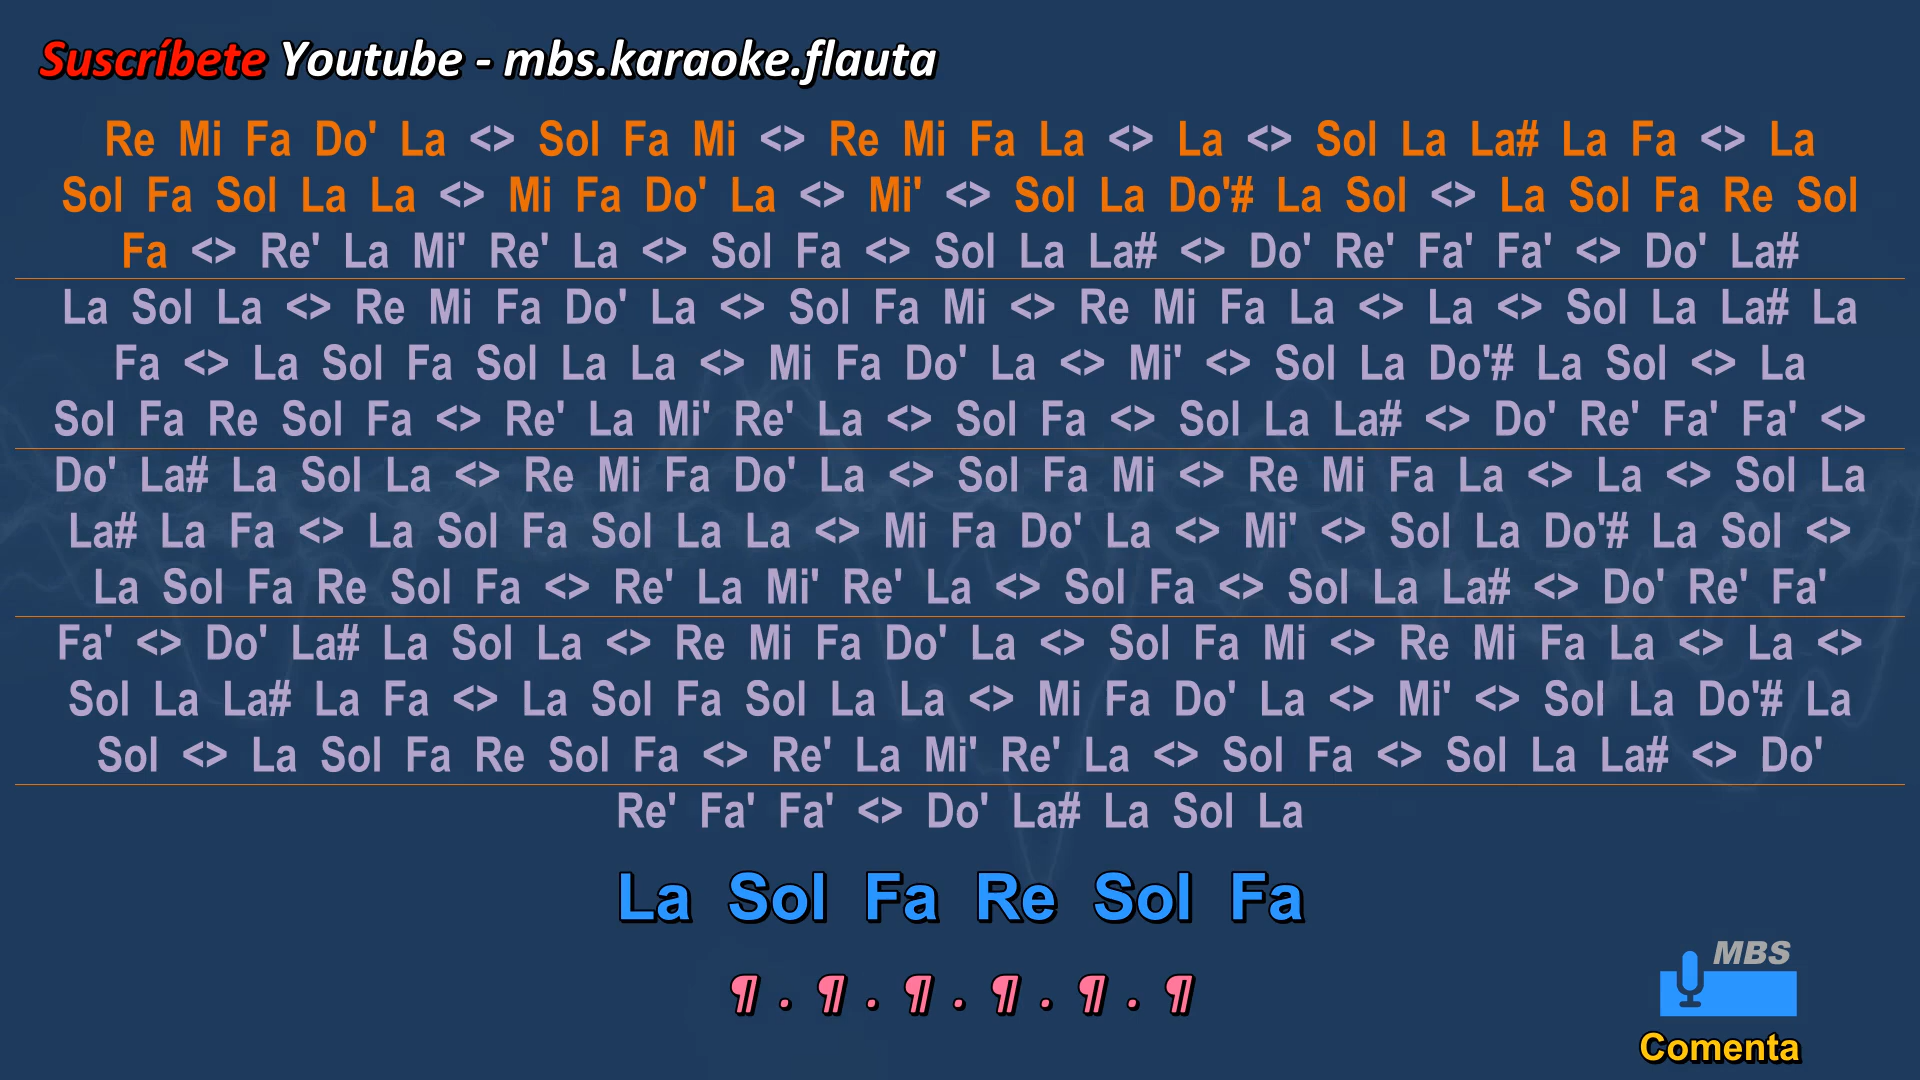 Suscríbete Youtube - mbs.karaoke.flauta
Re Mi Fa Do' La <> Sol Fa Mi <> Re Mi Fa La <> La <> Sol La La# La Fa <> La
Sol Fa Sol La La <> Mi Fa Do' La <> Mi' <> Sol La Do'# La Sol <> La Sol Fa Re Sol
Fa <> Re' La Mi' Re' La <> Sol Fa <> Sol La La# <> Do' Re' Fa' Fa' <> Do' La#
La Sol La <> Re Mi Fa Do' La <> Sol Fa Mi <> Re Mi Fa La <> La <> Sol La La# La
Fa <> La Sol Fa Sol La La <> Mi Fa Do' La <> Mi' <> Sol La Do'# La Sol <> La
Sol Fa Re Sol Fa <> Re' La Mi' Re' La <> Sol Fa <> Sol La La# <> Do' Re' Fa' Fa' <>
Do' La# La Sol La <> Re Mi Fa Do' La <> Sol Fa Mi <> Re Mi Fa La <> La <> Sol La
La# La Fa <> La Sol Fa Sol La La <> Mi Fa Do' La <> Mi' <> Sol La Do'# La Sol <>
La Sol Fa Re Sol Fa <> Re' La Mi' Re' La <> Sol Fa <> Sol La La# <> Do' Re' Fa'
Fa' <> Do' La# La Sol La <> Re Mi Fa Do' La <> Sol Fa Mi <> Re Mi Fa La <> La <>
Sol La La# La Fa <> La Sol Fa Sol La La <> Mi Fa Do' La <> Mi' <> Sol La Do'# La
Sol <> La Sol Fa Re Sol Fa <> Re' La Mi' Re' La <> Sol Fa <> Sol La La# <> Do'
Re' Fa' Fa' <> Do' La# La Sol La
La Sol Fa Re Sol Fa
¶ . ¶ . ¶ . ¶ . ¶ . ¶
MBS
Comenta